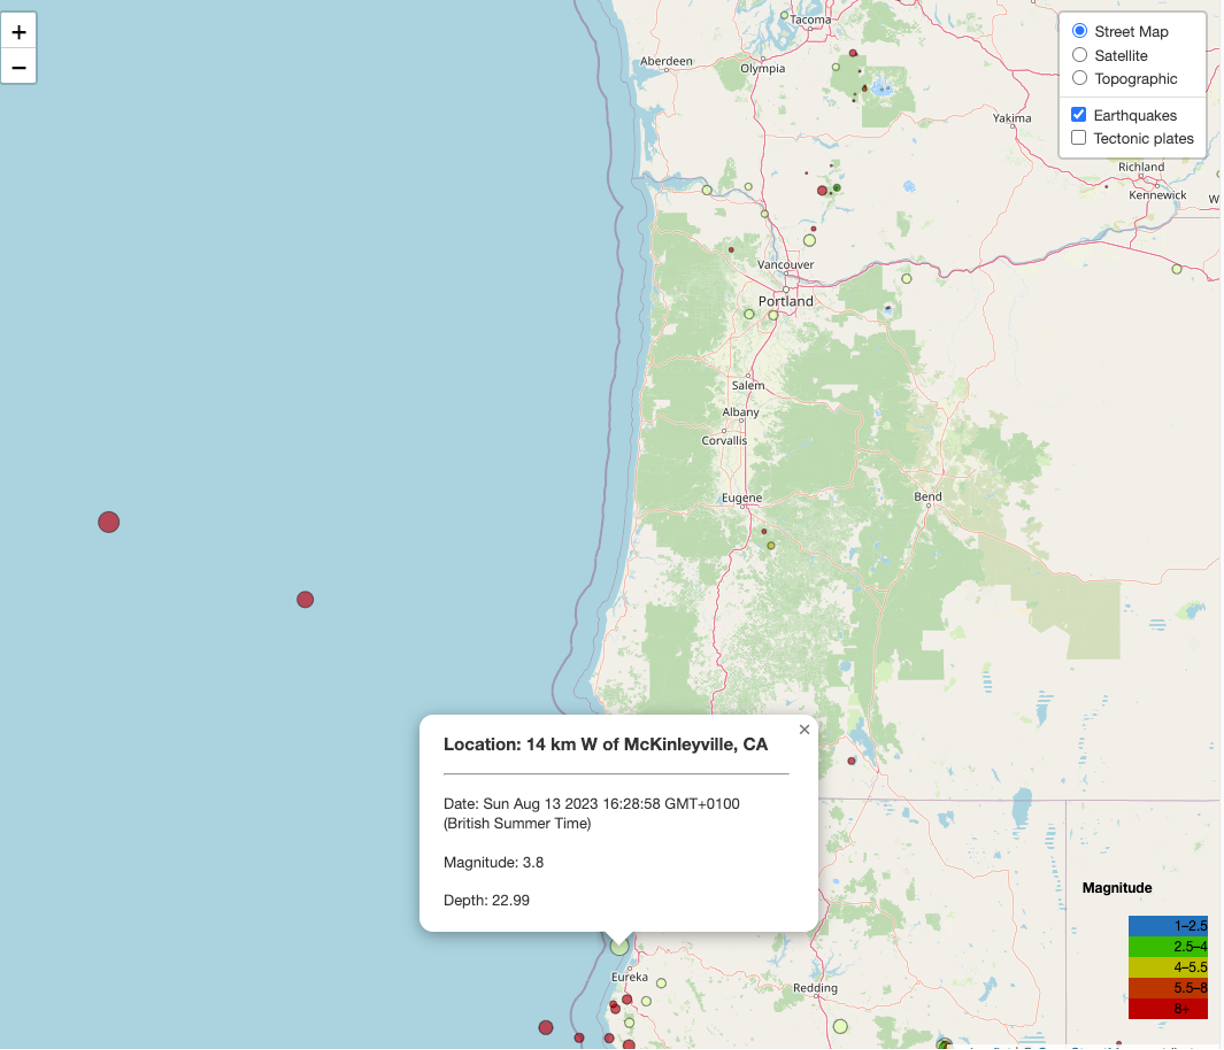 +
−
Tacoma
Aberdeen
Olympia
Yakima
Street Map
Satellite
Topographic
Earthquakes
Tectonic plates
Richland
Kennewick
W
Vancouver
Portland
Salem
Albany
Corvallis
Eugene
Bend
×
Location: 14 km W of McKinleyville, CA
Date: Sun Aug 13 2023 16:28:58 GMT+0100
(British Summer Time)
Magnitude: 3.8
Depth: 22.99
Eureka
Redding
Magnitude
1–2.5
2.5–4
4–5.5
5.5–8
8+